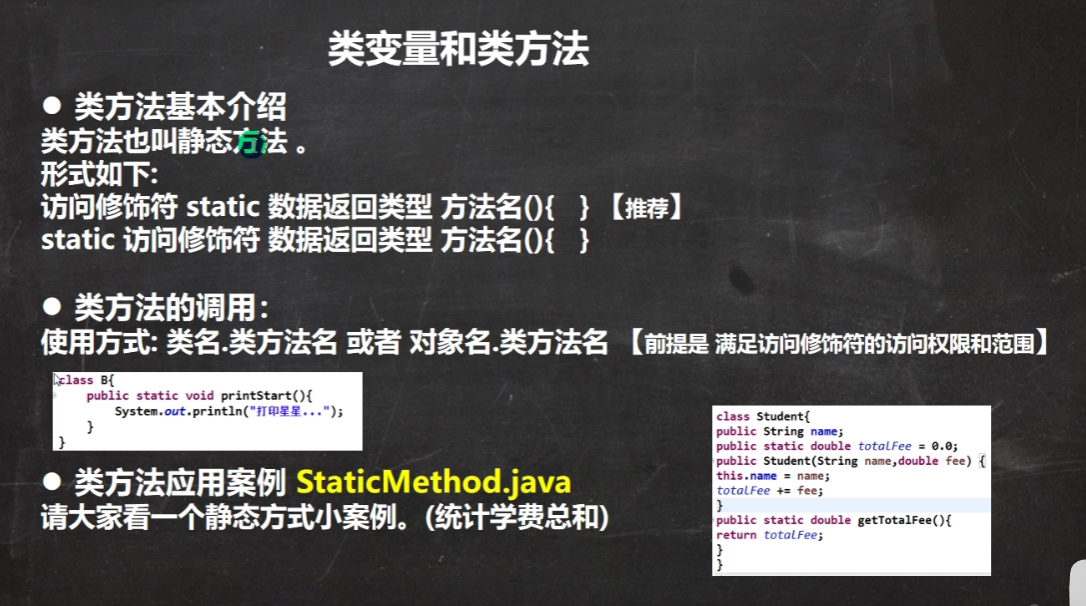 类变量和类方法
● 类方法基本介绍
类方法也叫静态方法 。
形式如下:
访问修饰符 static 数据返回类型 方法名(){ } 【推荐】
static 访问修饰符 数据返回类型 方法名(){ }
● 类方法的调用：
使用方式: 类名.类方法名 或者 对象名.类方法名 【前提是 满足访问修饰符的访问权限和范围】
class B{
public static void printStart(){
System.out.println("打印星星...");
}
}
● 类方法应用案例 StaticMethod.java
请大家看一个静态方式小案例。(统计学费总和)
class Student{
public String name;
public static double totalFee = 0.0;
public Student(String name,double fee) {
this.name = name;
totalFee += fee;
}
public static double getTotalFee(){
return totalFee;
}
}